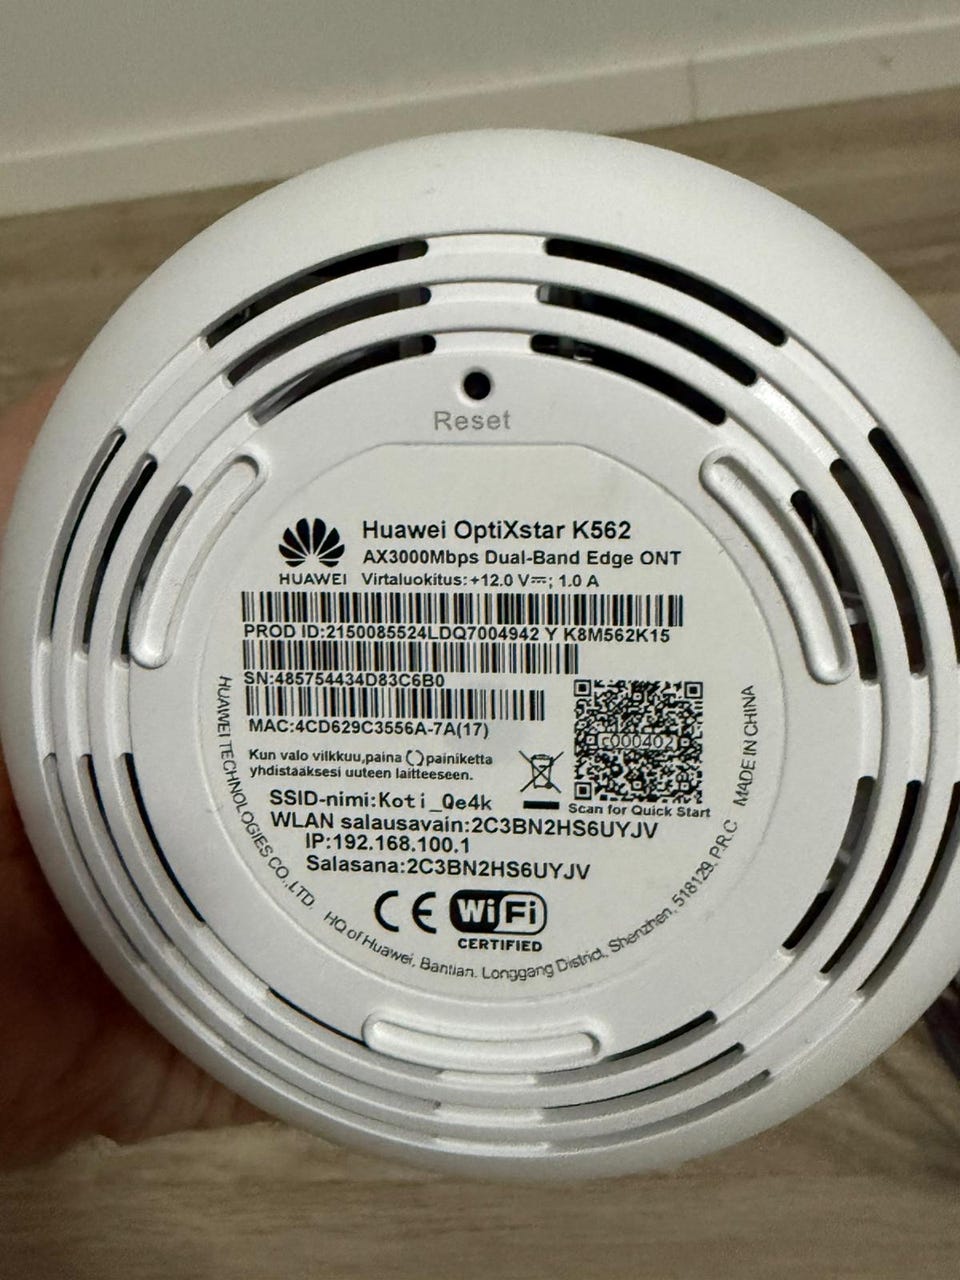 Reset
Huawei OptiXstar K562
AX3000Mbps Dual-Band Edge ONT
HUAWEI
Virtaluokitus:+12.0 V⎓; 1.0 A
PROD ID:2150085524LDQ7004942 Y K8M562K15
SN:485754434D83C6B0
MAC:4CD629C3556A-7A(17)
c000402
Kun valo vilkkuu,paina painiketta
yhdistääksesi uuteen laitteeseen.
Scan for Quick Start
SSID-nimi:Koti_Qe4k
WLAN salausavain:2C3BN2HS6UYJV
IP:192.168.100.1
Salasana:2C3BN2HS6UYJV
CE Wi Fi
CERTIFIED
HUAWEI TECHNOLOGIES CO.,LTD.
HQ of Huawei, Bantian, Longgang District, Shenzhen, 518129, P.R.C
MADE IN CHINA